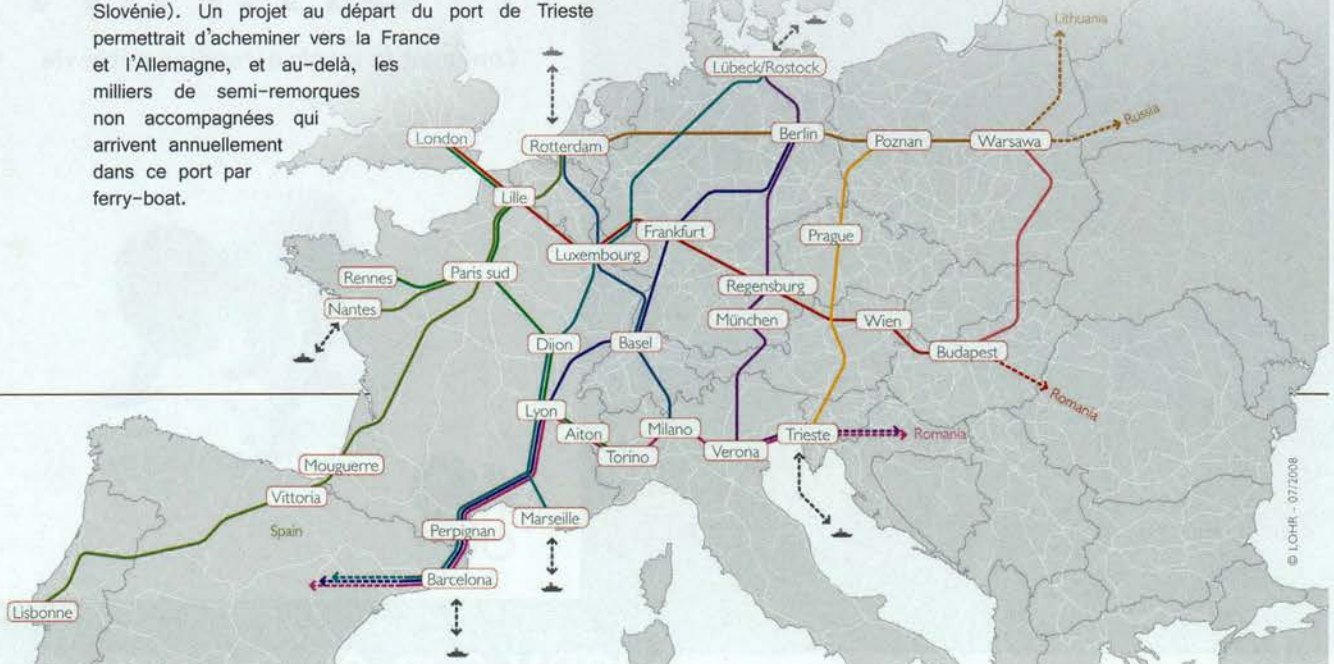 Slovénie). Un projet au départ du port de Trieste
permettrait d'acheminer vers la France
et l'Allemagne, et au-delà, les
milliers de semi-remorques
non accompagnées qui
arrivent annuellement
dans ce port par
ferry-boat.
Lithuania
Lübeck/Rostock
Russia
London
Rotterdam
Berlin
Poznan
Warsawa
Lille
Frankfurt
Prague
Luxembourg
Rennes
Paris sud
Regensburg
Nantes
München
Wien
Dijon
Basel
Budapest
Romania
Lyon
Aiton
Milano
Trieste
Romania
Torino
Verona
Mouguerre
Vittoria
Spain
Perpignan
Marseille
Barcelona
Lisbonne
© LOHR - 07/2008